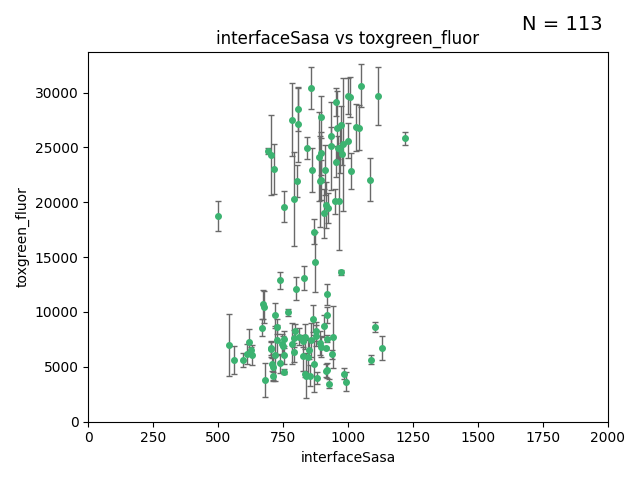 N = 113
interfaceSasa vs toxgreen_fluor
toxgreen_fluor
30000
25000
20000
15000
10000
5000
0
0 250 500 750 1000 1250 1500 1750 2000
interfaceSasa